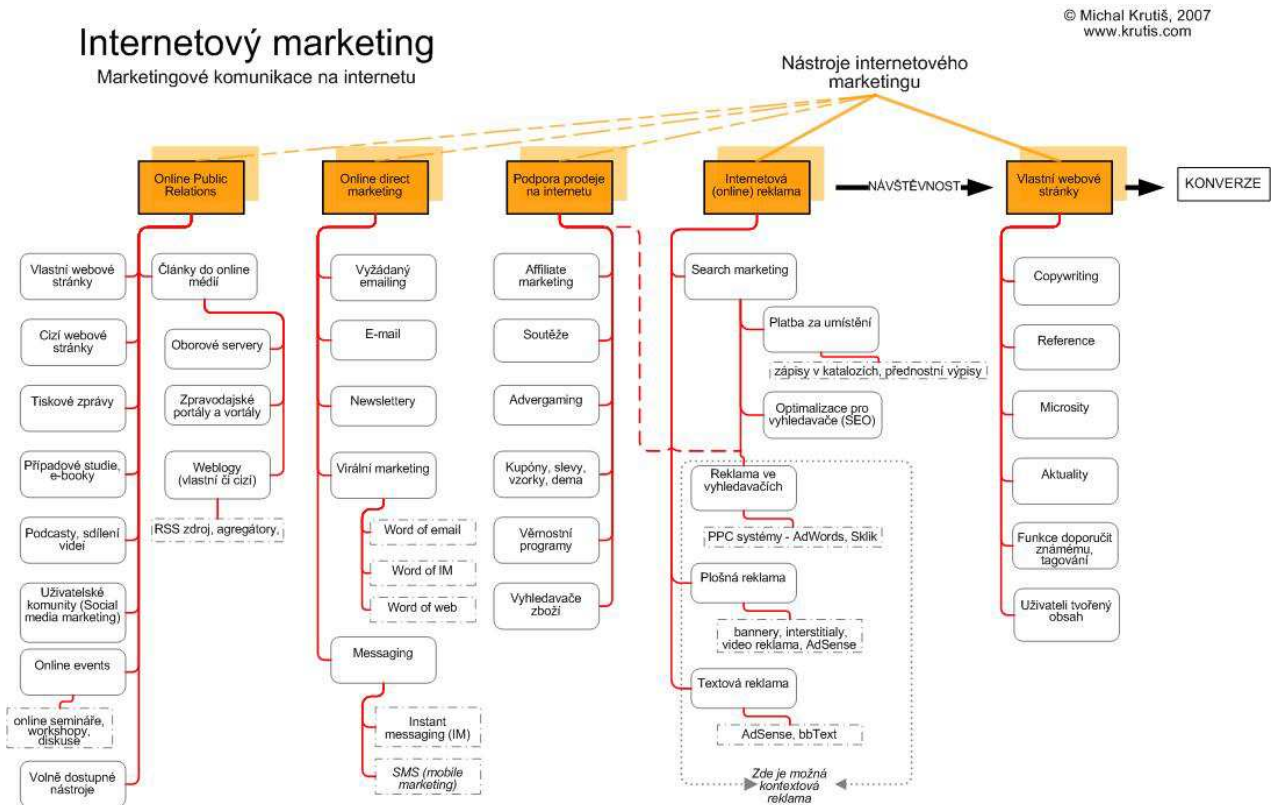 © Michal Krutiš, 2007
www.krutis.com
Internetový marketing
Marketingové komunikace na internetu
Nástroje internetového
marketingu
Online Public
Relations
Online direct
marketing
Podpora prodeje
na internetu
Internetová
(online) reklama
NÁVŠTĚVNOST
Vlastní webové
stránky
KONVERZE
Vlastní webové
stránky
Cizí webové
stránky
Tiskové zprávy
Případové studie,
e-booky
Podcasty, sdílení
videí
Uživatelské
komunity (Social
media marketing)
Online events
online semináře,
workshopy,
diskuse
Volně dostupné
nástroje
Články do online
médií
Oborové servery
Zpravodajské
portály a vortály
Weblogy
(vlastní či cizí)
RSS zdroj, agregátory,
Vyžádaný
emailing
E-mail
Newslettery
Virální marketing
Word of email
Word of IM
Word of web
Messaging
Instant
messaging (IM)
SMS (mobile
marketing)
Affiliate
marketing
Soutěže
Advergaming
Kupóny, slevy,
vzorky, dema
Věrnostní
programy
Vyhledavače
zboží
Search marketing
Platba za umístění
zápisy v katalozích, přednostní výpisy
Optimalizace pro
vyhledavače (SEO)
Reklama ve
vyhledavačích
PPC systémy - AdWords, Sklik
Plošná reklama
bannery, interstitialy,
video reklama, AdSense
Textová reklama
AdSense, bbText
Zde je možná
kontextová
reklama
Copywriting
Reference
Microsity
Aktuality
Funkce doporučit
známému,
tagování
Uživateli tvořený
obsah